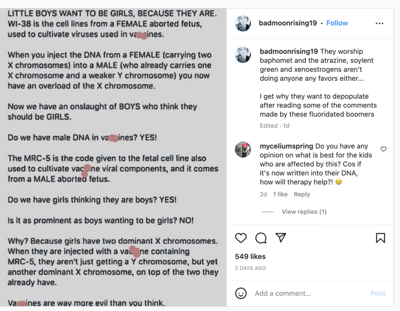 LITTLE BOYS WANT TO BE GIRLS, BECAUSE THEY ARE.
WI-38 is the cell lines from a FEMALE aborted fetus,
used to cultivate viruses used in va ines.
When you inject the DNA from a FEMALE (carrying two
X chromosomes) into a MALE (who already carries one
X chromosome and a weaker Y chromosome) you now
have an overload of the X chromosome.
Now we have an onslaught of BOYS who think they
should be GIRLS.
Do we have male DNA in va ines? YES!
The MRC-5 is the code given to the fetal cell line also
used to cultivate vac ne viral components, and it comes
from a MALE aborted fetus.
Do we have girls thinking they are boys? YES!
Is it as prominent as boys wanting to be girls? NO!
Why? Because girls have two dominant X chromosomes.
When they are injected with a va ne containing
MRC-5, they aren't just getting a Y chromosome, but yet
another dominant X chromosome, on top of the two they
already have.
Va ines are way more evil than you think.
badmoonrising19 • Follow
badmoonrising19 They worship
baphomet and the atrazine, soylent
green and xenoestrogens aren't
doing anyone any favors either...
I get why they want to depopulate
after reading some of the comments
made by these fluoridated boomers
Edited · 1d
myceliumspring Do you have any
opinion on what is best for the kids
who are affected by this? Cos if
it's now written into their DNA,
how will therapy help?!
2d 1 like Reply
View replies (1)
549 likes
2 DAYS AGO
Add a comment...
Post